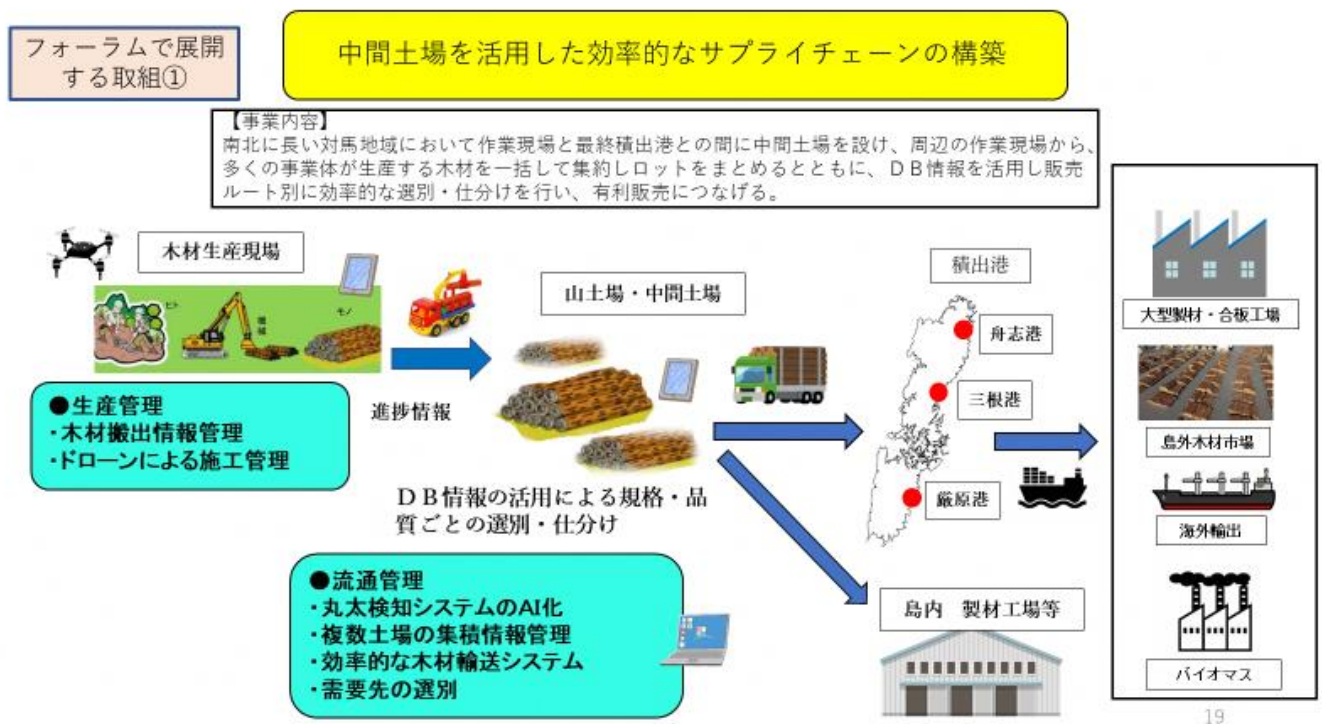 フォーラムで展開
する取組①
中間土場を活用した効率的なサプライチェーンの構築
【事業内容】
南北に長い対馬地域において作業現場と最終積出港との間に中間土場を設け、周辺の作業現場から、
多くの事業体が生産する木材を一括して集約しロットをまとめるとともに、ＤＢ情報を活用し販売
ルート別に効率的な選別・仕分けを行い、有利販売につなげる。
木材生産現場
ヒト
機械
モノ
●生産管理
・木材搬出情報管理
・ドローンによる施工管理
進捗情報
山土場・中間土場
ＤＢ情報の活用による規格・品
質ごとの選別・仕分け
●流通管理
・丸太検知システムのAI化
・複数土場の集積情報管理
・効率的な木材輸送システム
・需要先の選別
積出港
舟志港
三根港
厳原港
島内　製材工場等
大型製材・合板工場
島外木材市場
海外輸出
バイオマス
19